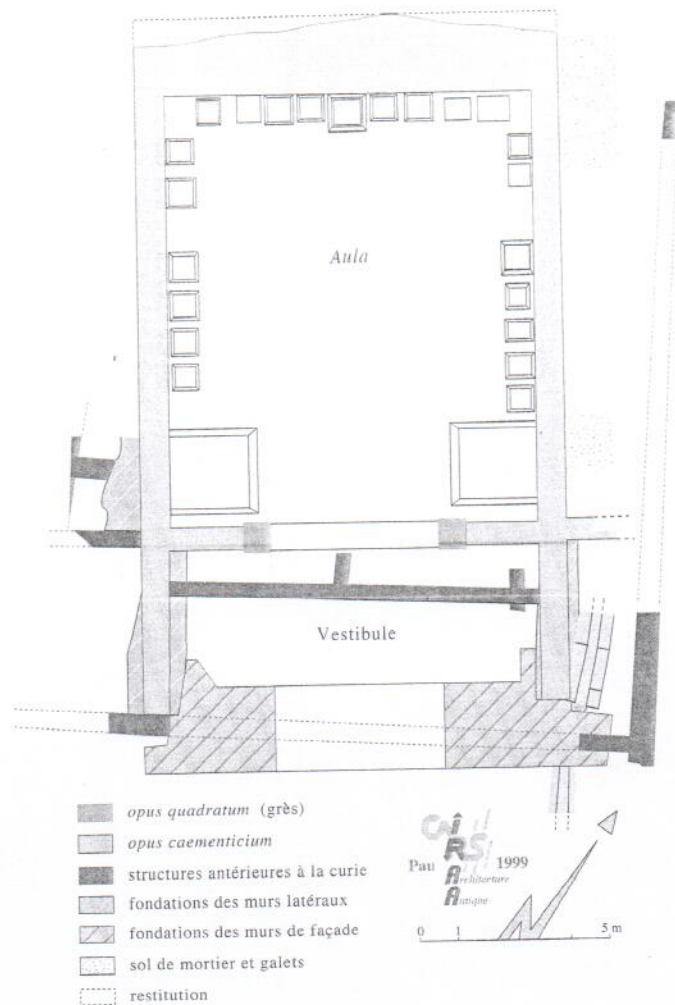 Aula
Vestibule
opus quadratum (grès)
opus caementicium
structures antérieures à la curie
fondations des murs latéraux
fondations des murs de façade
sol de mortier et galets
restitution
Pau
1999
Architecture
Antique
0 1 5 m